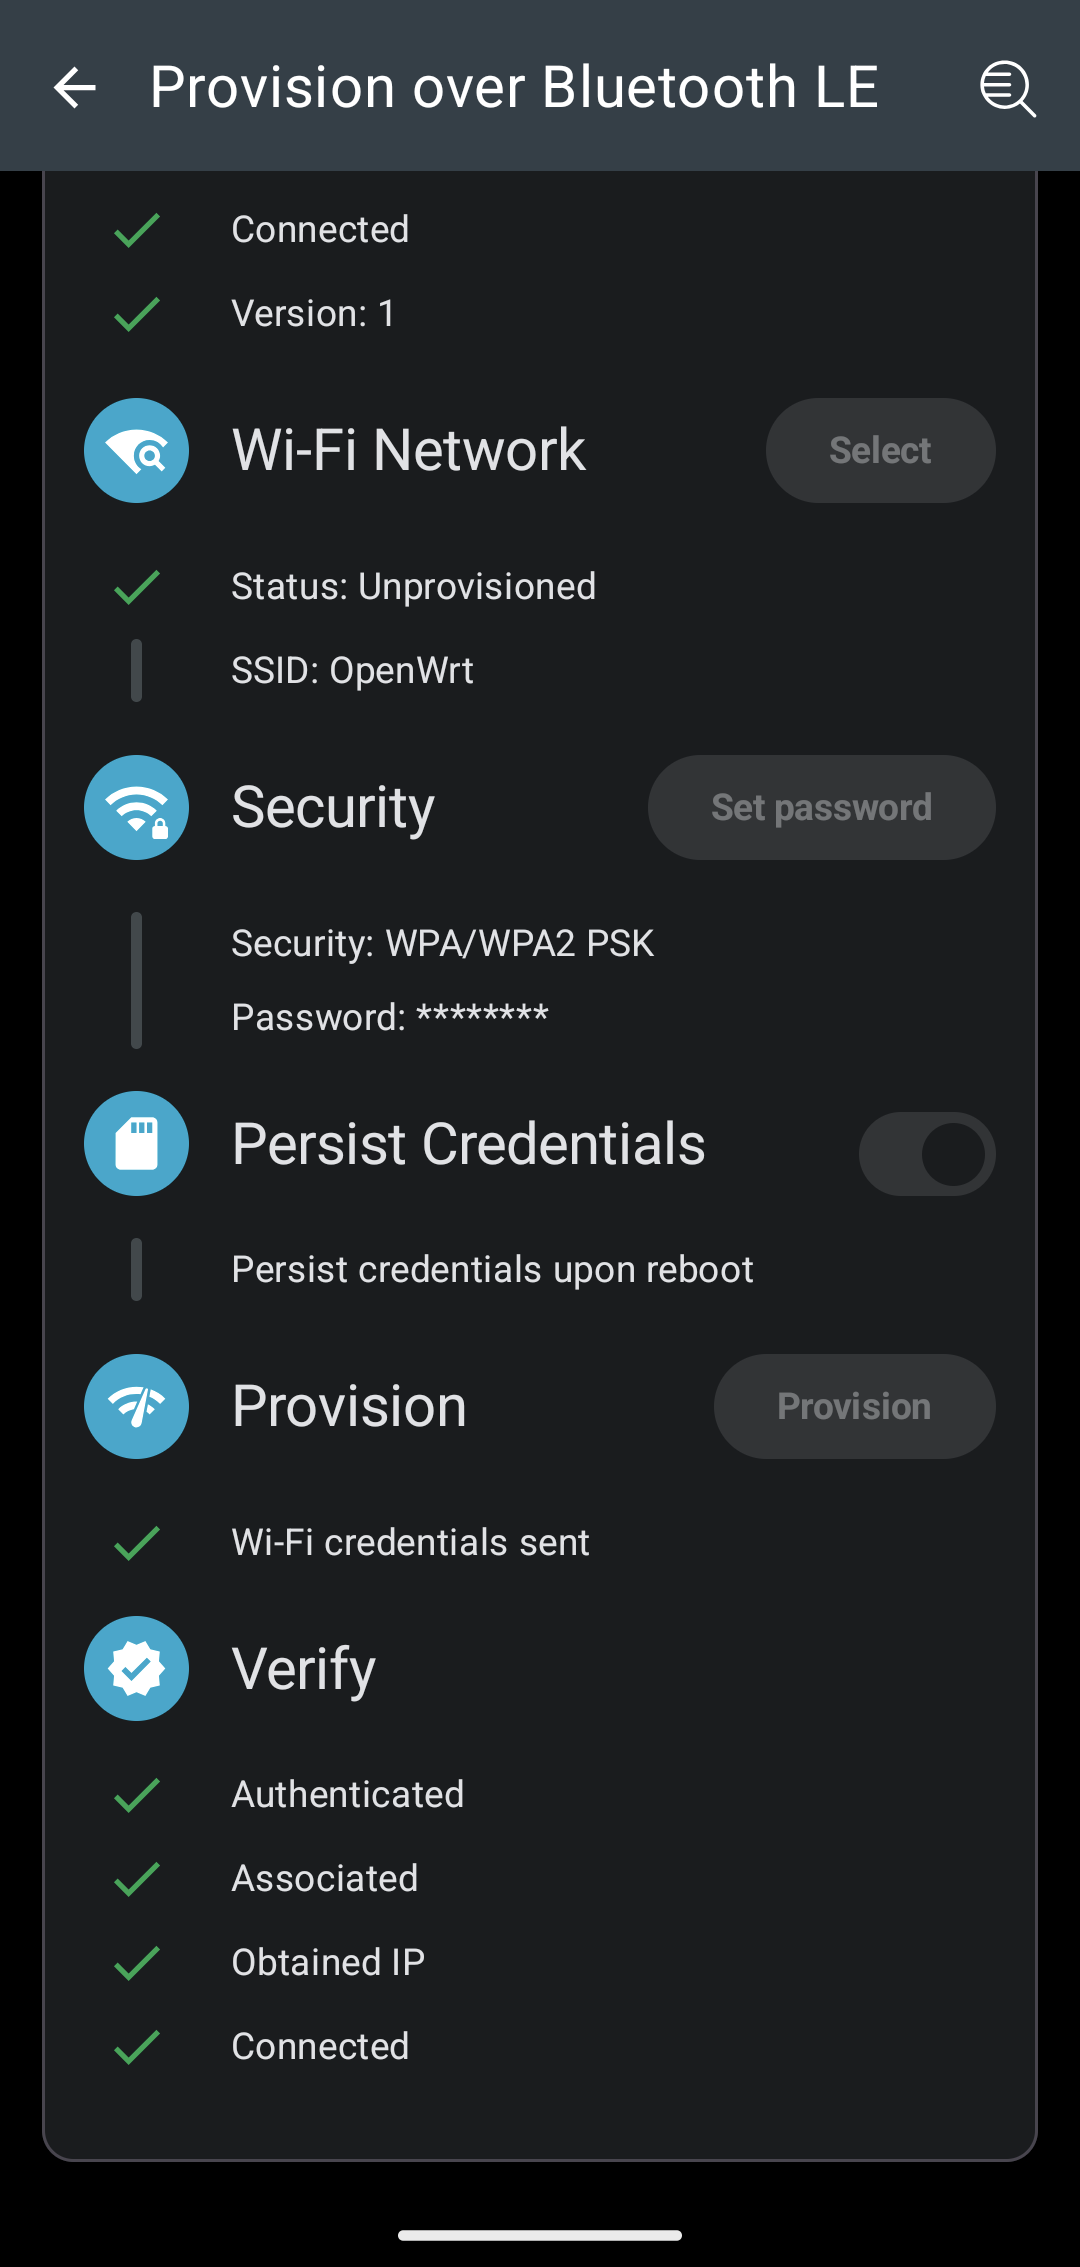 Provision over Bluetooth LE
Connected
Version: 1
Wi-Fi Network
Select
Status: Unprovisioned
SSID: OpenWrt
Security
Set password
Security: WPA/WPA2 PSK
Password: ********
Persist Credentials
Persist credentials upon reboot
Provision
Provision
Wi-Fi credentials sent
Verify
Authenticated
Associated
Obtained IP
Connected